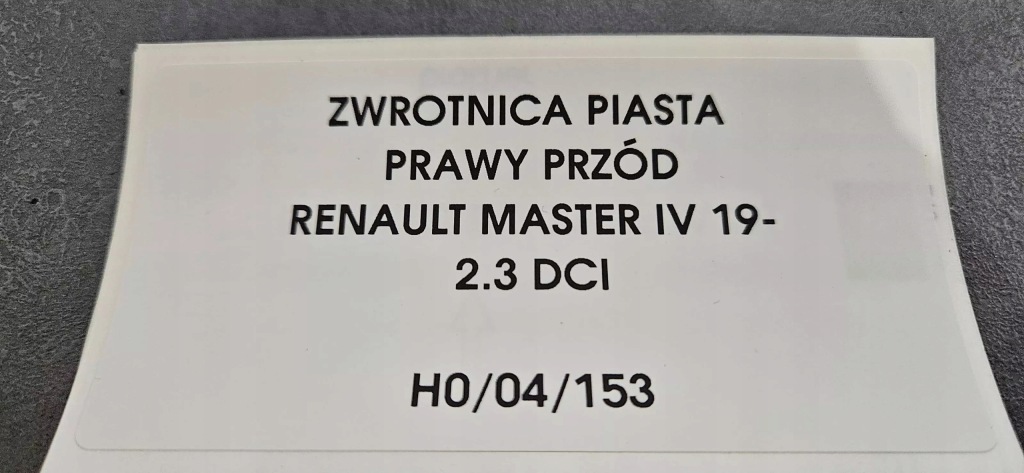 ZWROTNICA PIASTA
PRAWY PRZÓD
RENAULT MASTER IV 19-
2.3 DCI
H0/04/153